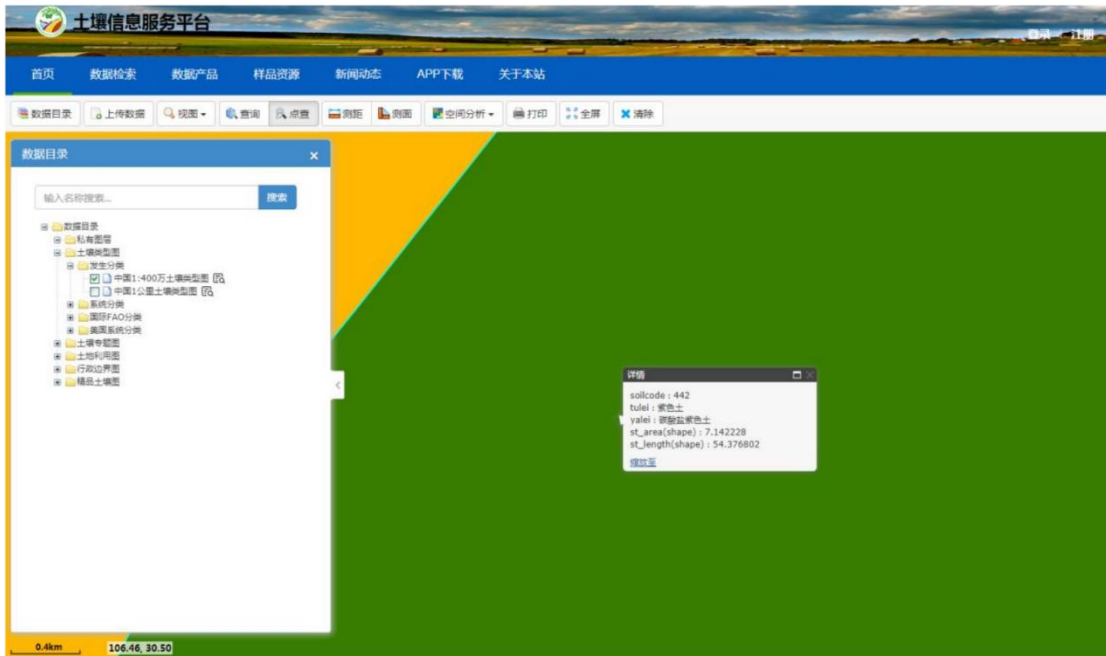 土壤信息服务平台
登录 注册
首页 数据检索 数据产品 样品资源 新闻动态 APP下载 关于本站
数据目录 上传数据 视图 查询 点查 测距 测面 空间分析 打印 全屏 清除
数据目录 ×
输入名称搜索... 搜索
数据目录
私有图层
土壤类型图
发生分类
中国1:400万土壤类型图
中国1公里土壤类型图
系统分类
国际FAO分类
美国系统分类
土壤专题图
土地利用图
行政边界图
精品土壤图
详情
soilcode : 442
tulei : 紫色土
yalei : 碳酸盐紫色土
st_area(shape) : 7.142228
st_length(shape) : 54.376802
缩放至
0.4km 106.46, 30.50